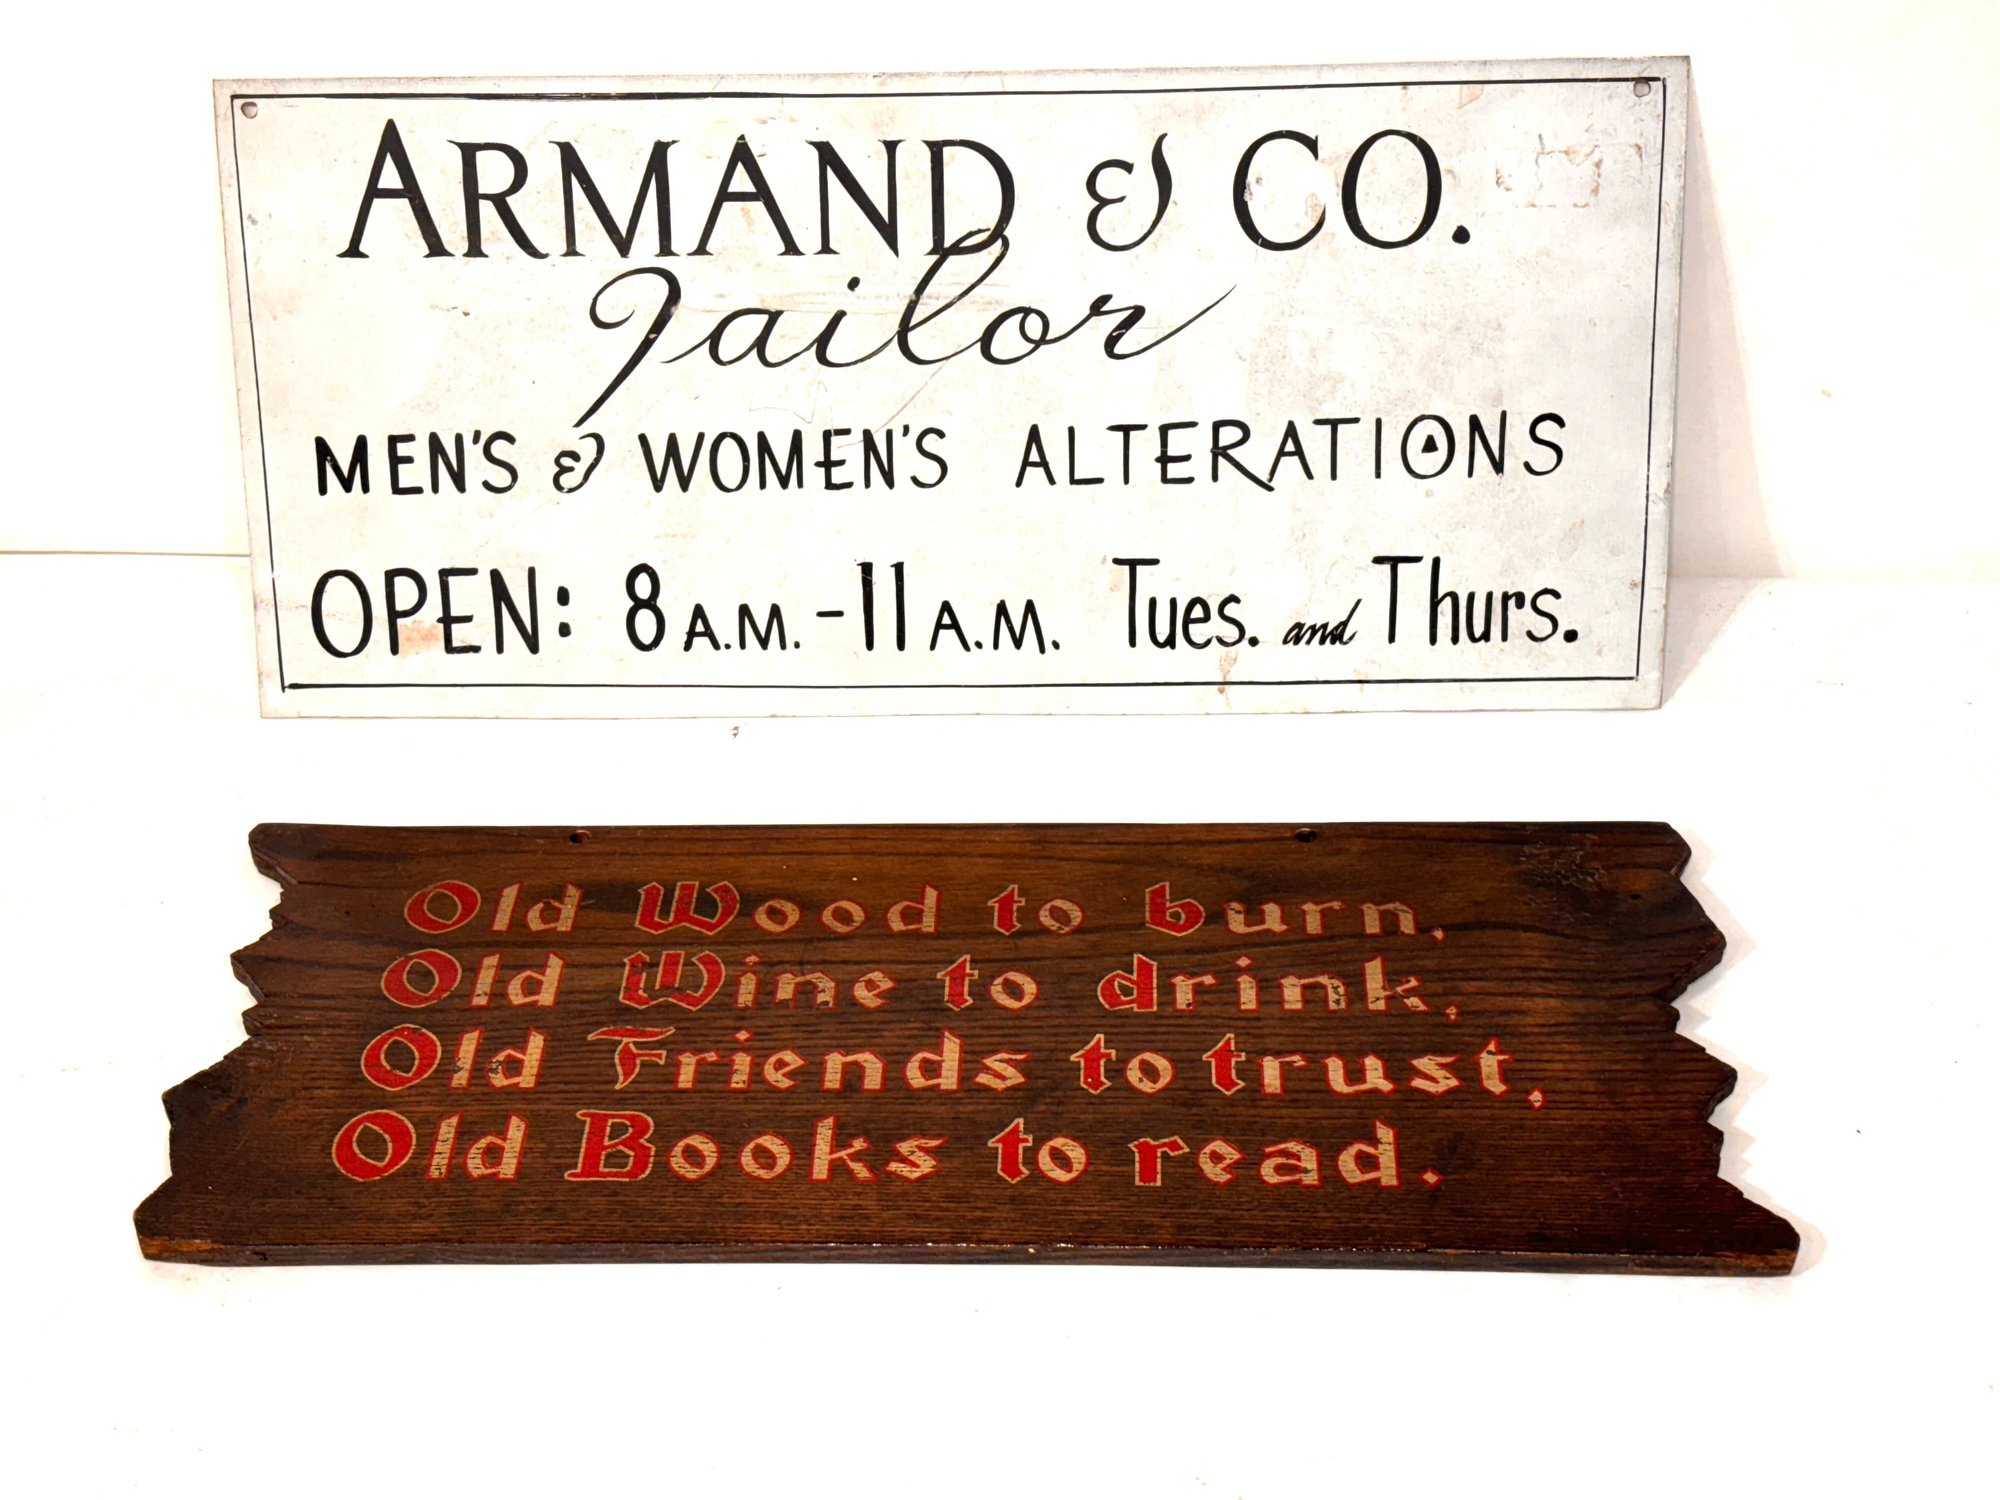 ARMAND & CO.
Tailor
MEN'S & WOMEN'S ALTERATIONS
OPEN: 8 A.M. - 11 A.M. Tues. and Thurs.
Old Wood to burn,
Old Wine to drink,
Old Friends to trust,
Old Books to read.